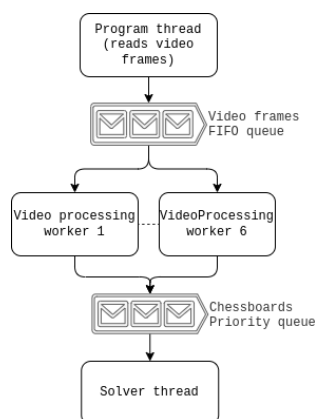 Program thread
(reads video
frames)
Video frames
FIFO queue
Video processing
worker 1
VideoProcessing
worker 6
Chessboards
Priority queue
Solver thread